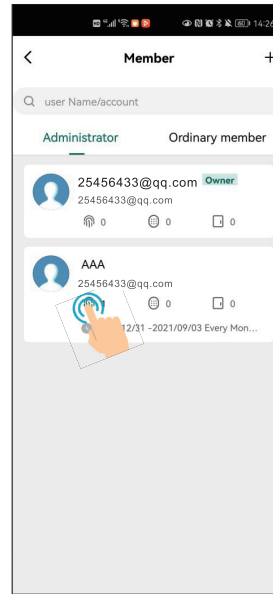 14:26
Member
user Name/account
Administrator Ordinary member
25456433@qq.com Owner
25456433@qq.com
0 0 0
AAA
25456433@qq.com
0 0
12/31 -2021/09/03 Every Mon...